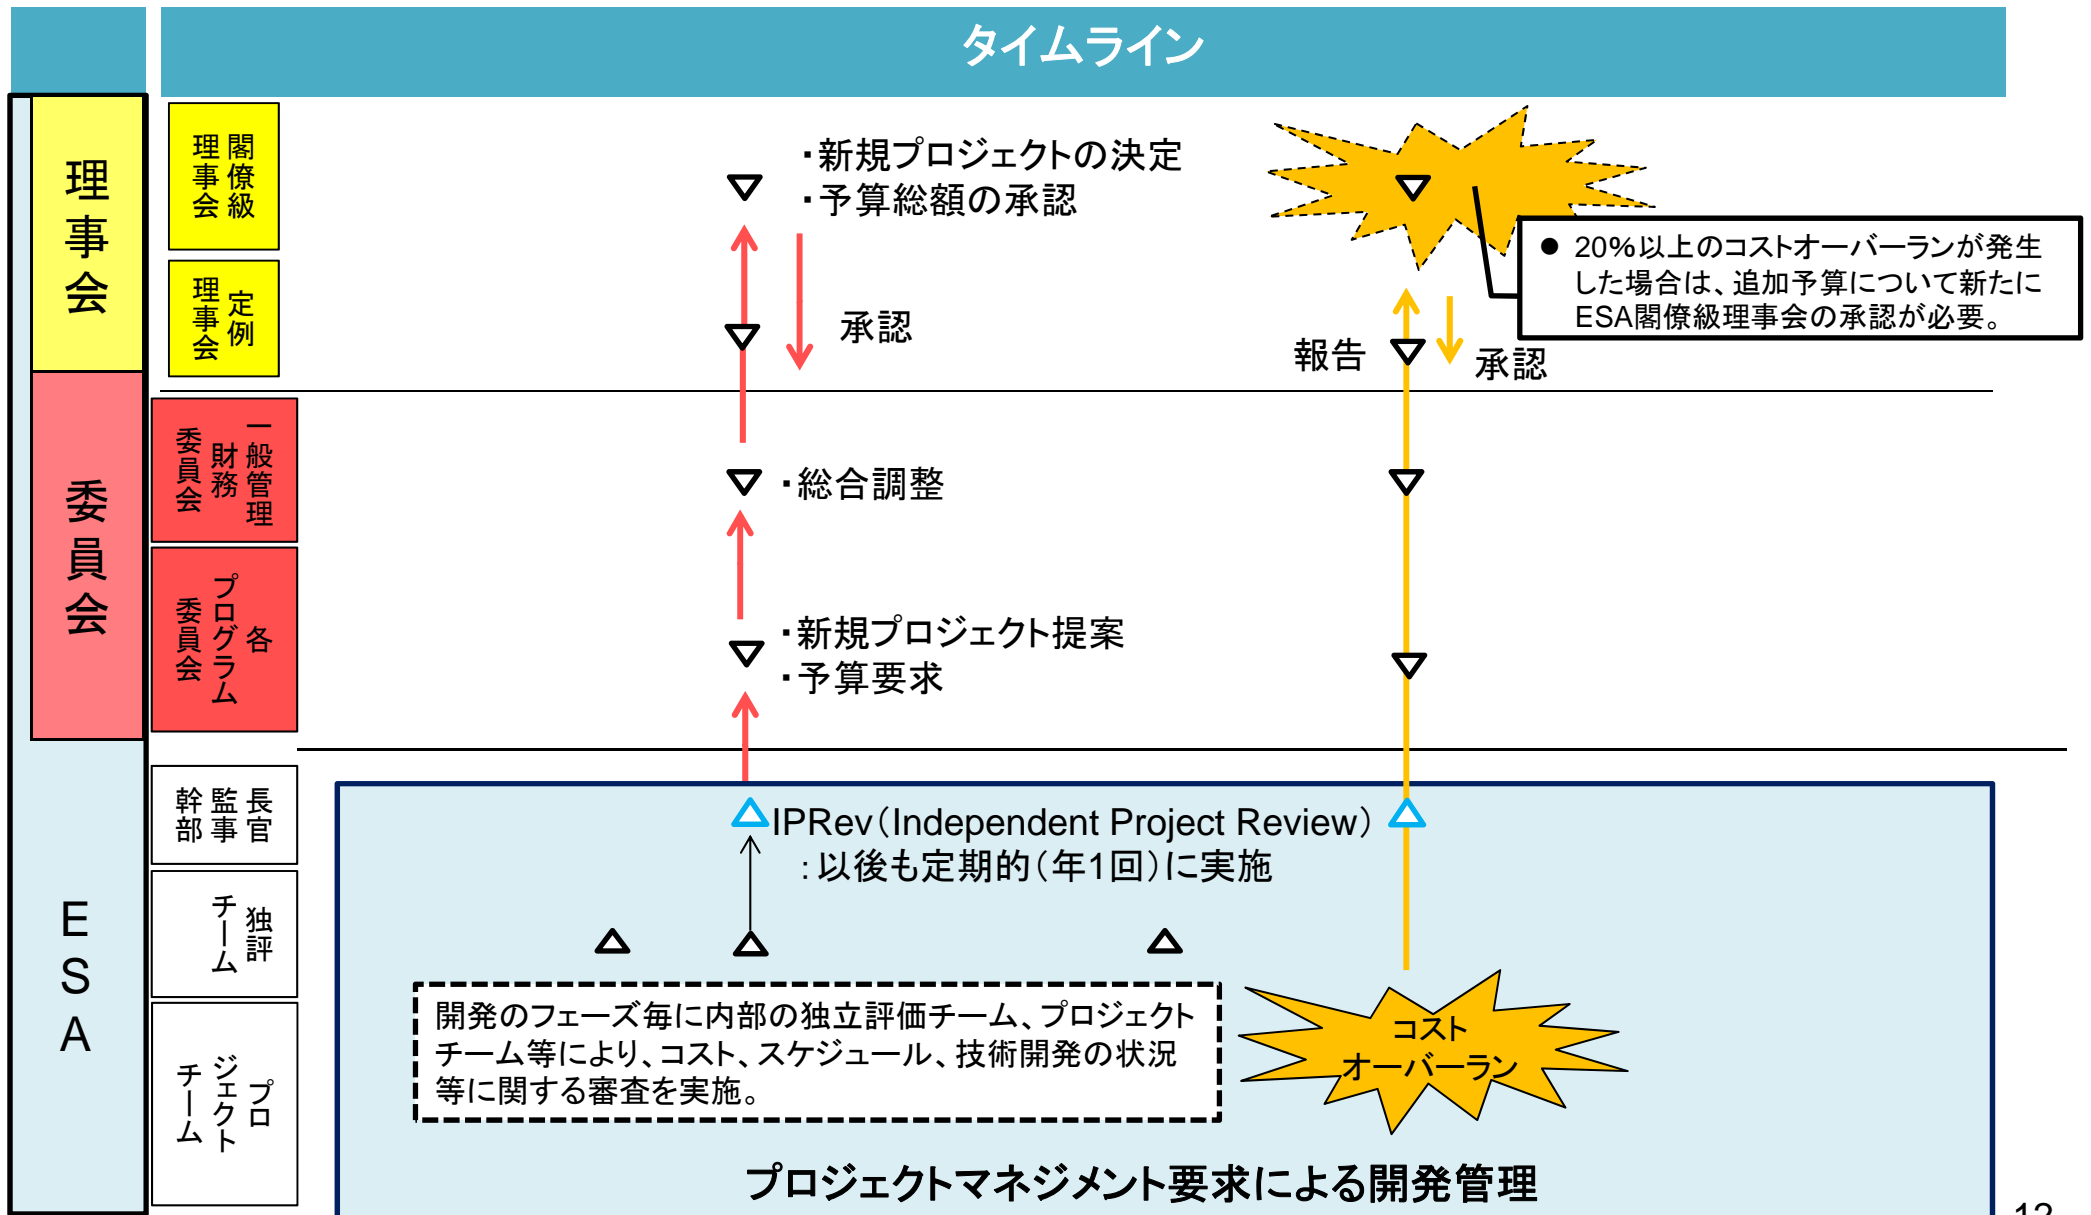 タイムライン
理事会
閣僚級
理事会
・新規プロジェクトの決定
・予算総額の承認
● 20%以上のコストオーバーランが発生
した場合は、追加予算について新たに
ESA閣僚級理事会の承認が必要。
定例
理事会
承認
報告
承認
委員会
一般管理
財務
委員会
・総合調整
各
プログラム
委員会
・新規プロジェクト提案
・予算要求
ESA
長官
監事
幹部
IPRev(Independent Project Review)
:以後も定期的(年1回)に実施
独評
チーム
開発のフェーズ毎に内部の独立評価チーム、プロジェクト
チーム等により、コスト、スケジュール、技術開発の状況
等に関する審査を実施。
コスト
オーバーラン
プロ
ジェクト
チーム
プロジェクトマネジメント要求による開発管理
12